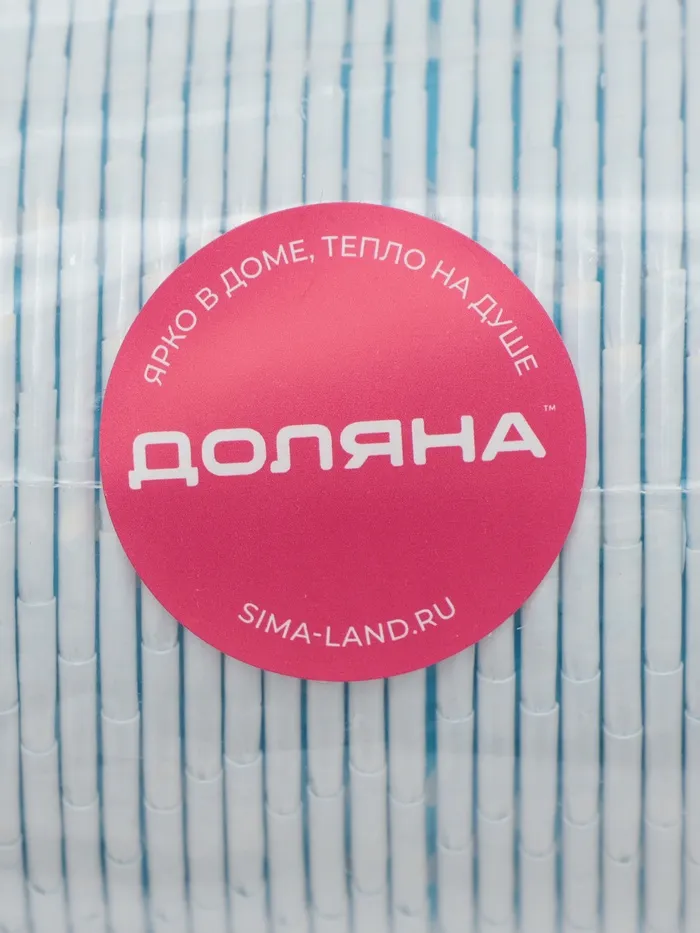 ЯРКО В ДОМЕ, ТЕПЛО НА ДУШЕ
ДОЛЯНА™
SIMA-LAND.RU